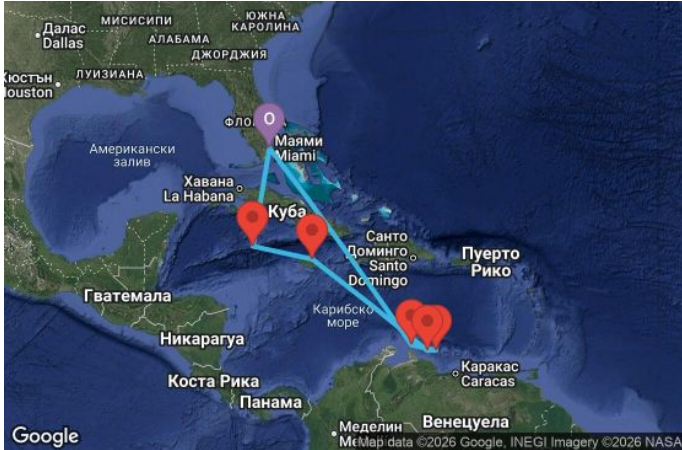 ЮЖНА
КАРОЛИНА
МИСИСИПИ
Далас
Dallas
АЛАБАМА
ДЖОРДЖИЯ
ЛУИЗИАНА
Хюстън
Houston
O
ФЛО
Маями
Miami
Американски
залив
Хавана
La Habana
Куба
Санто
Доминго
Santo
Domingo
Пуерто
Рико
Гватемала
Карибско
море
Никарагуа
Коста Рика
Каракас
Caracas
Панама
Меделин
Венецуела
Google
Map data ©2026 Google, INEGI Imagery ©2026 NASA